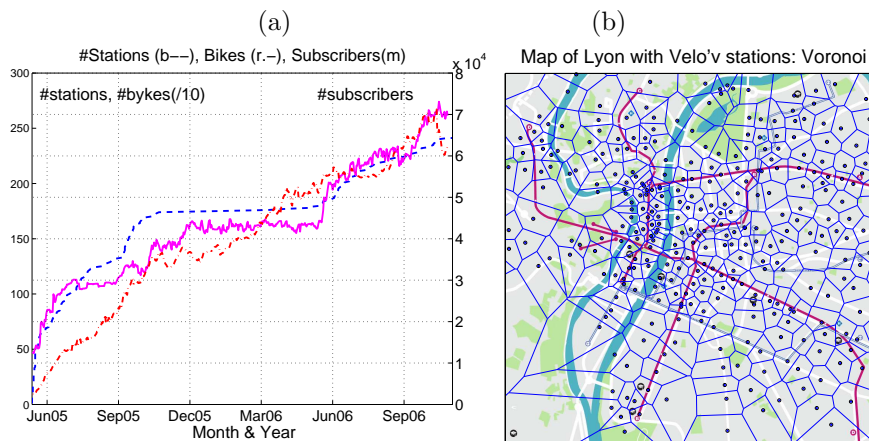 (a)
#Stations (b−−), Bikes (r.−), Subscribers(m)
x 10^4
#stations, #bykes(/10)
#subscribers
300
250
200
150
100
50
0
8
7
6
5
4
3
2
1
0
Jun05 Sep05 Dec05 Mar06 Jun06 Sep06
Month & Year
(b)
Map of Lyon with Velo'v stations: Voronoi